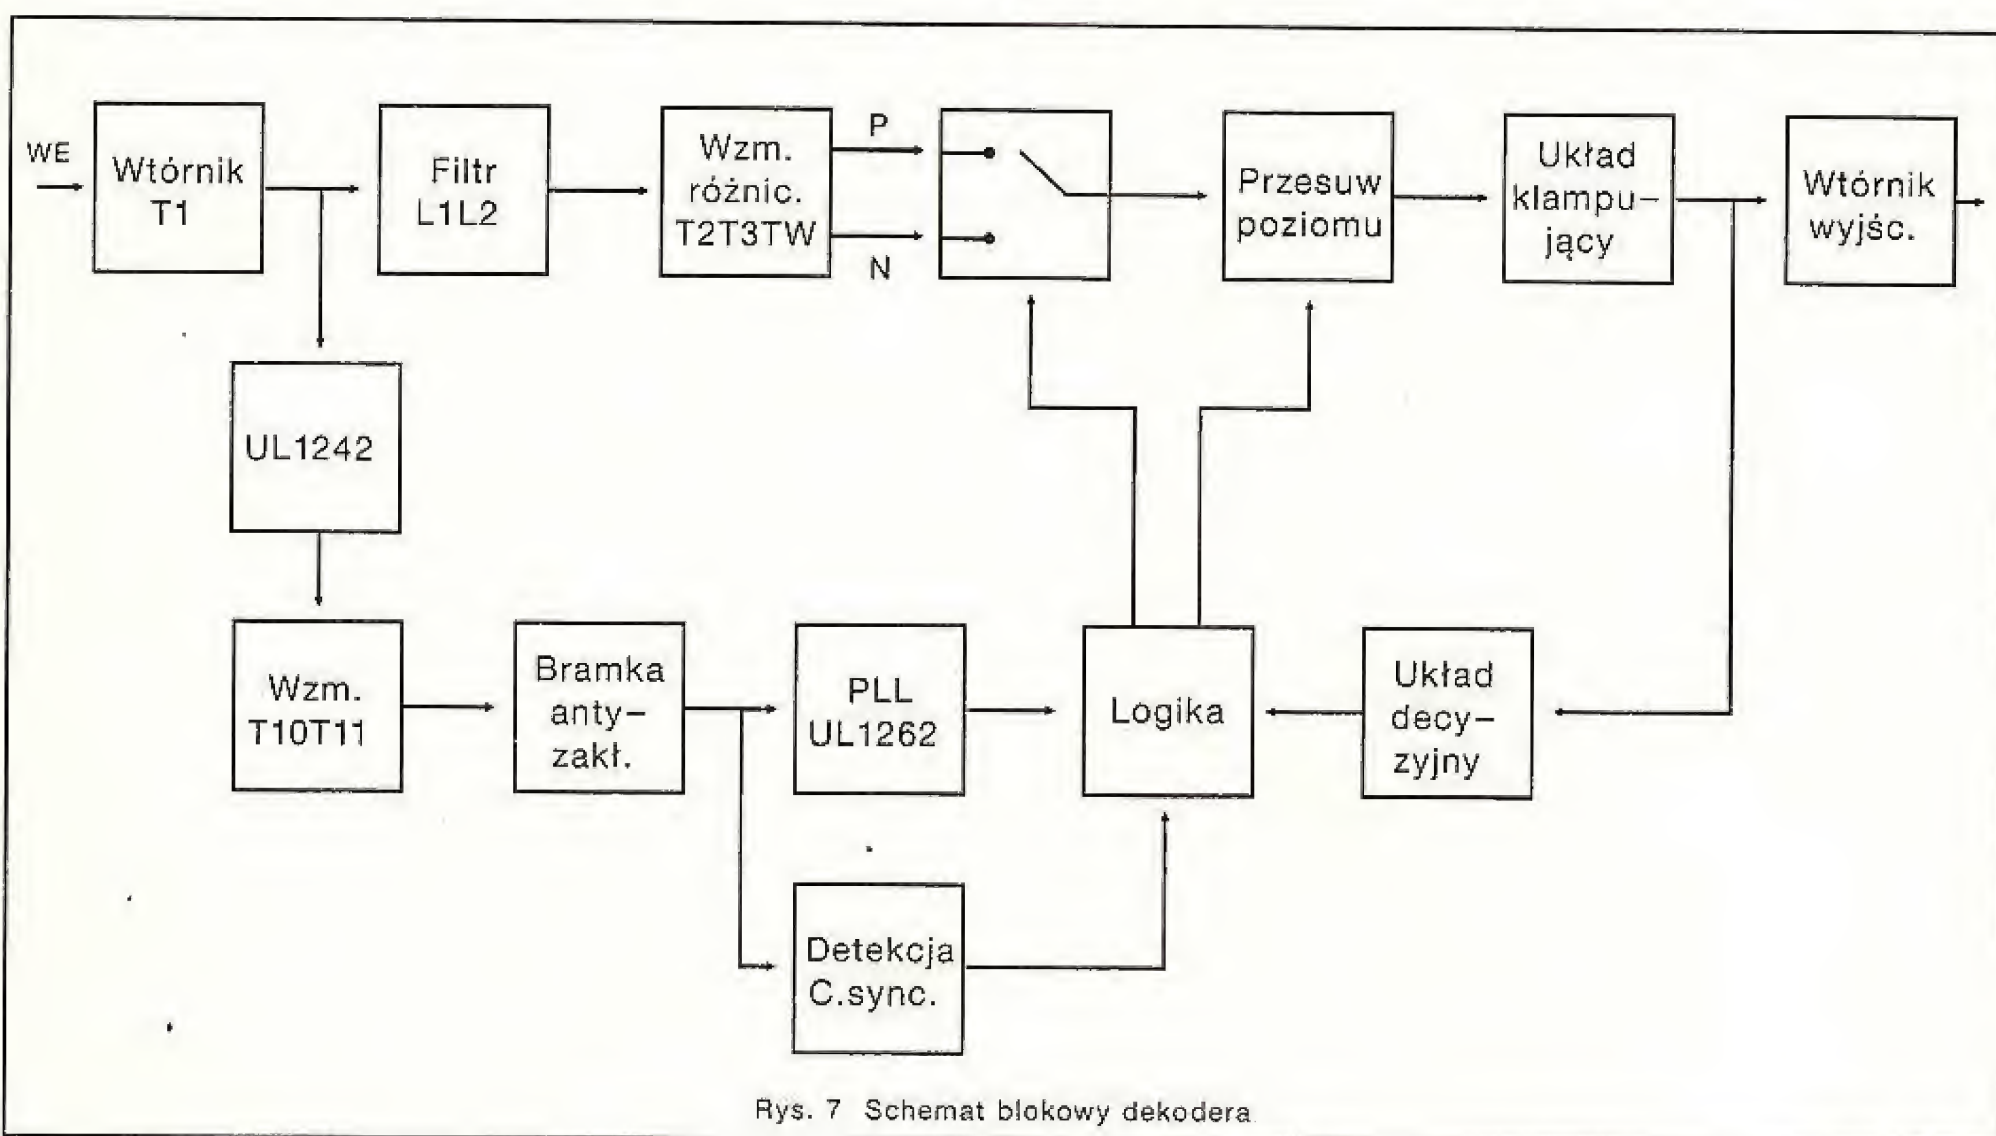 WE
Wtórnik
T1
Filtr
L1L2
Wzm.
różnic.
T2T3TW
P
N
Przesuw
poziomu
Układ
klampu-
jący
Wtórnik
wyjśc.
UL1242
Wzm.
T10T11
Bramka
anty-
zakł.
PLL
UL1262
Logika
Układ
decy-
zyjny
Detekcja
C.sync.
Rys. 7 Schemat blokowy dekodera